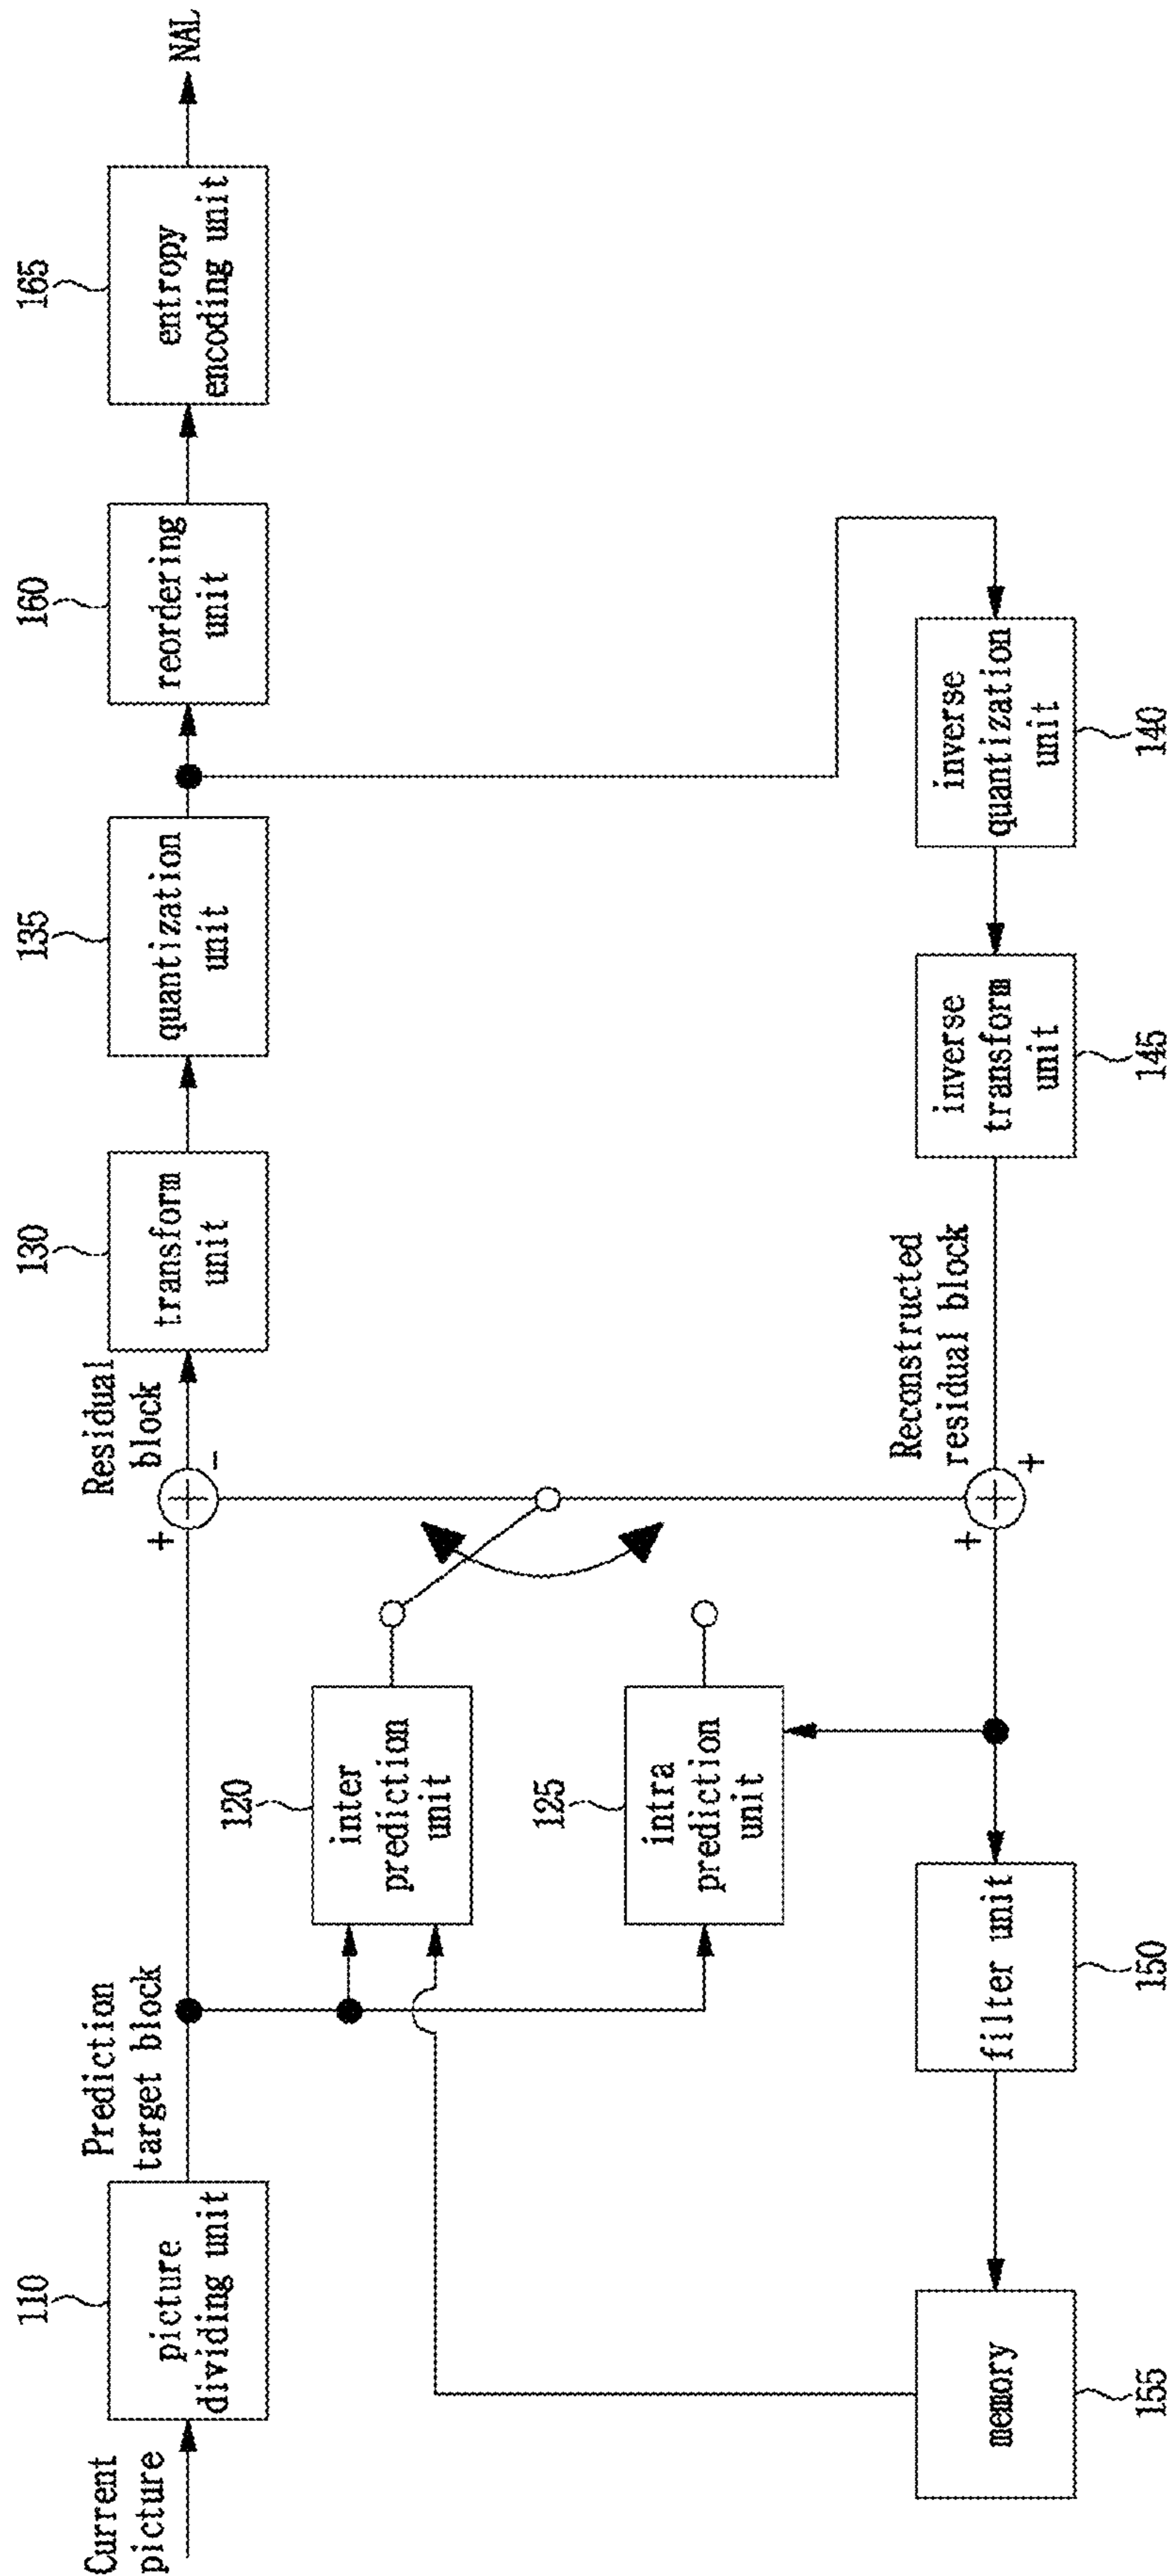 Current
picture
110
picture
dividing unit
Prediction
target block
Residual
block
+
-
130
transform
unit
135
quantization
unit
160
reordering
unit
165
entropy
encoding unit
NAL
120
inter
prediction
unit
125
intra
prediction
unit
memory
155
filter unit
150
+
+
Reconstructed
residual block
inverse
transform
unit
145
inverse
quantization
unit
140